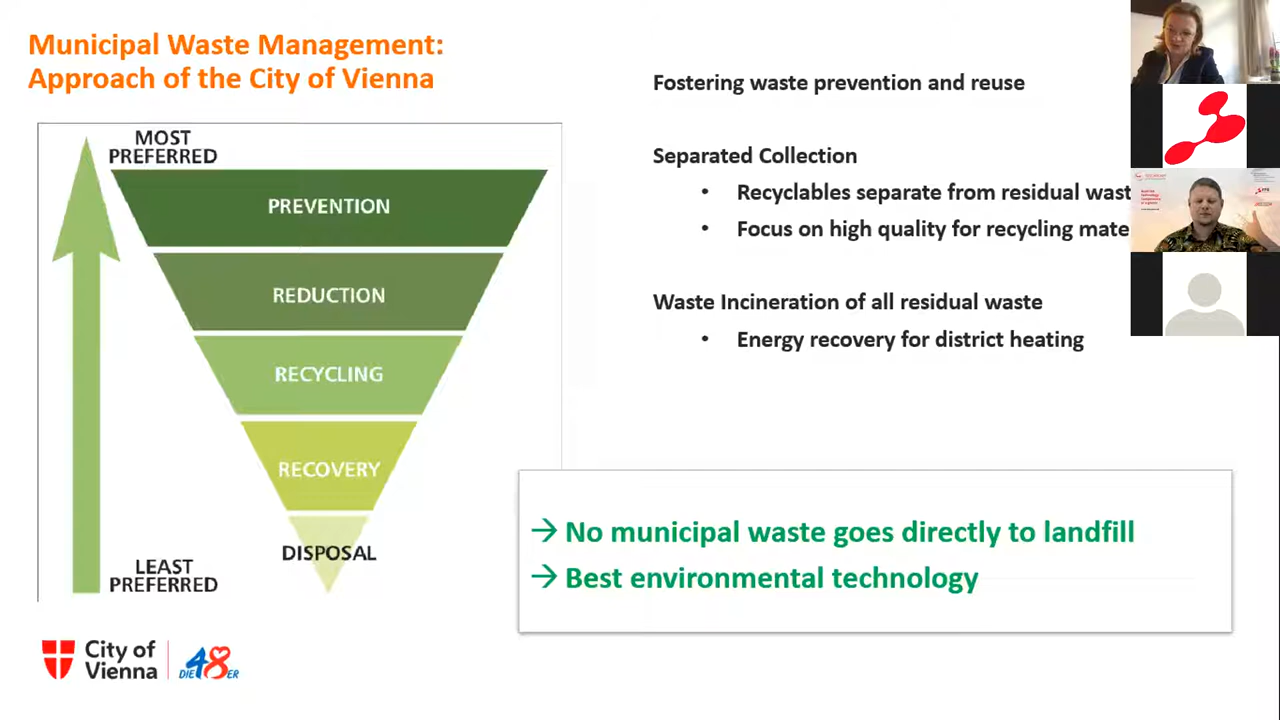 Municipal Waste Management:
Approach of the City of Vienna
MOST
PREFERRED
PREVENTION
REDUCTION
RECYCLING
RECOVERY
DISPOSAL
LEAST
PREFERRED
Fostering waste prevention and reuse
Separated Collection
• Recyclables separate from residual wast
• Focus on high quality for recycling mate
Waste Incineration of all residual waste
• Energy recovery for district heating
→ No municipal waste goes directly to landfill
→ Best environmental technology
City of
Vienna
DIE 48ER